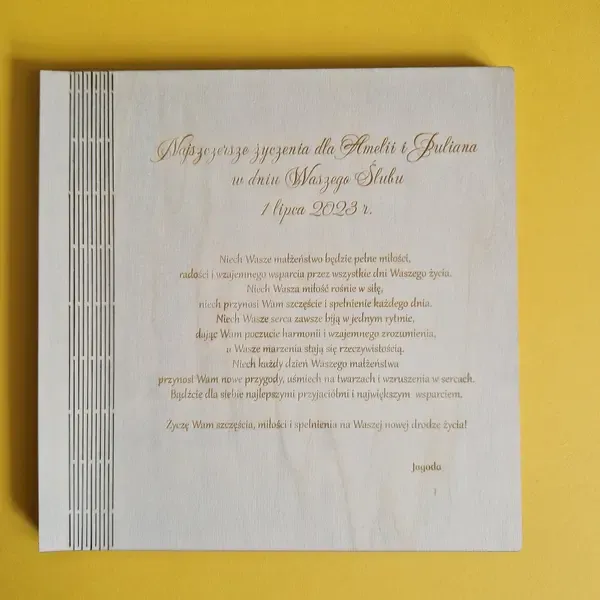 Najszczersze życzenia dla Amelii i Juliana
w dniu Waszego Ślubu
1 lipca 2023 r.
Niech Wasze małżeństwo będzie pełne miłości,
radości i wzajemnego wsparcia przez wszystkie dni Waszego życia.
Niech Wasza miłość rośnie w siłę,
niech przynosi Wam szczęście i spełnienie każdego dnia.
Niech Wasze serca zawsze biją w jednym rytmie,
dając Wam poczucie harmonii i wzajemnego zrozumienia,
a Wasze marzenia stają się rzeczywistością.
Niech każdy dzień Waszego małżeństwa
przynosi Wam nowe przygody, uśmiech na twarzach i wzruszenia w sercach.
Bądźcie dla siebie najlepszymi przyjaciółmi i największym wsparciem.
Życzę Wam szczęścia, miłości i spełnienia na Waszej nowej drodze życia!
Jagoda